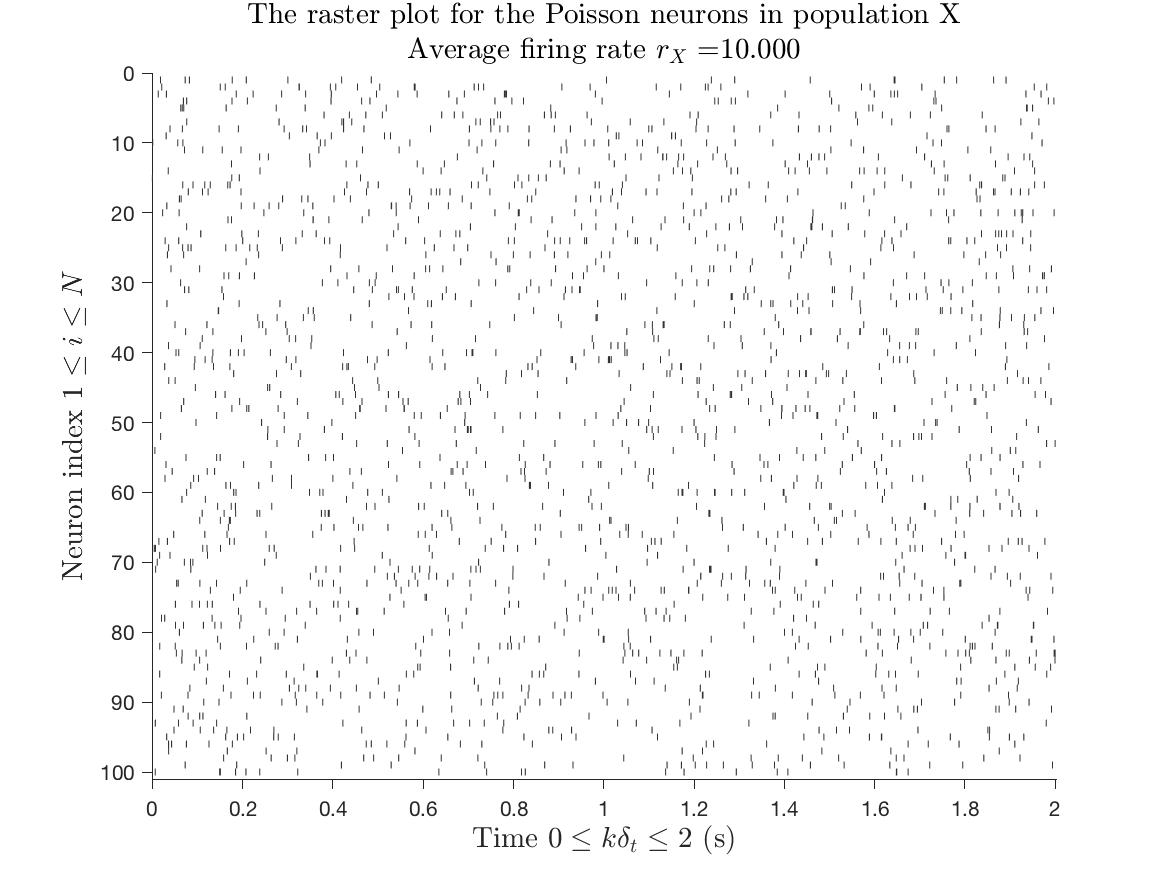 The raster plot for the Poisson neurons in population X
Average firing rate r_X =10.000
0
10
20
30
40
50
60
70
80
90
100
Neuron index 1 ≤ i ≤ N
0 0.2 0.4 0.6 0.8 1 1.2 1.4 1.6 1.8 2
Time 0 ≤ kδ_t ≤ 2 (s)